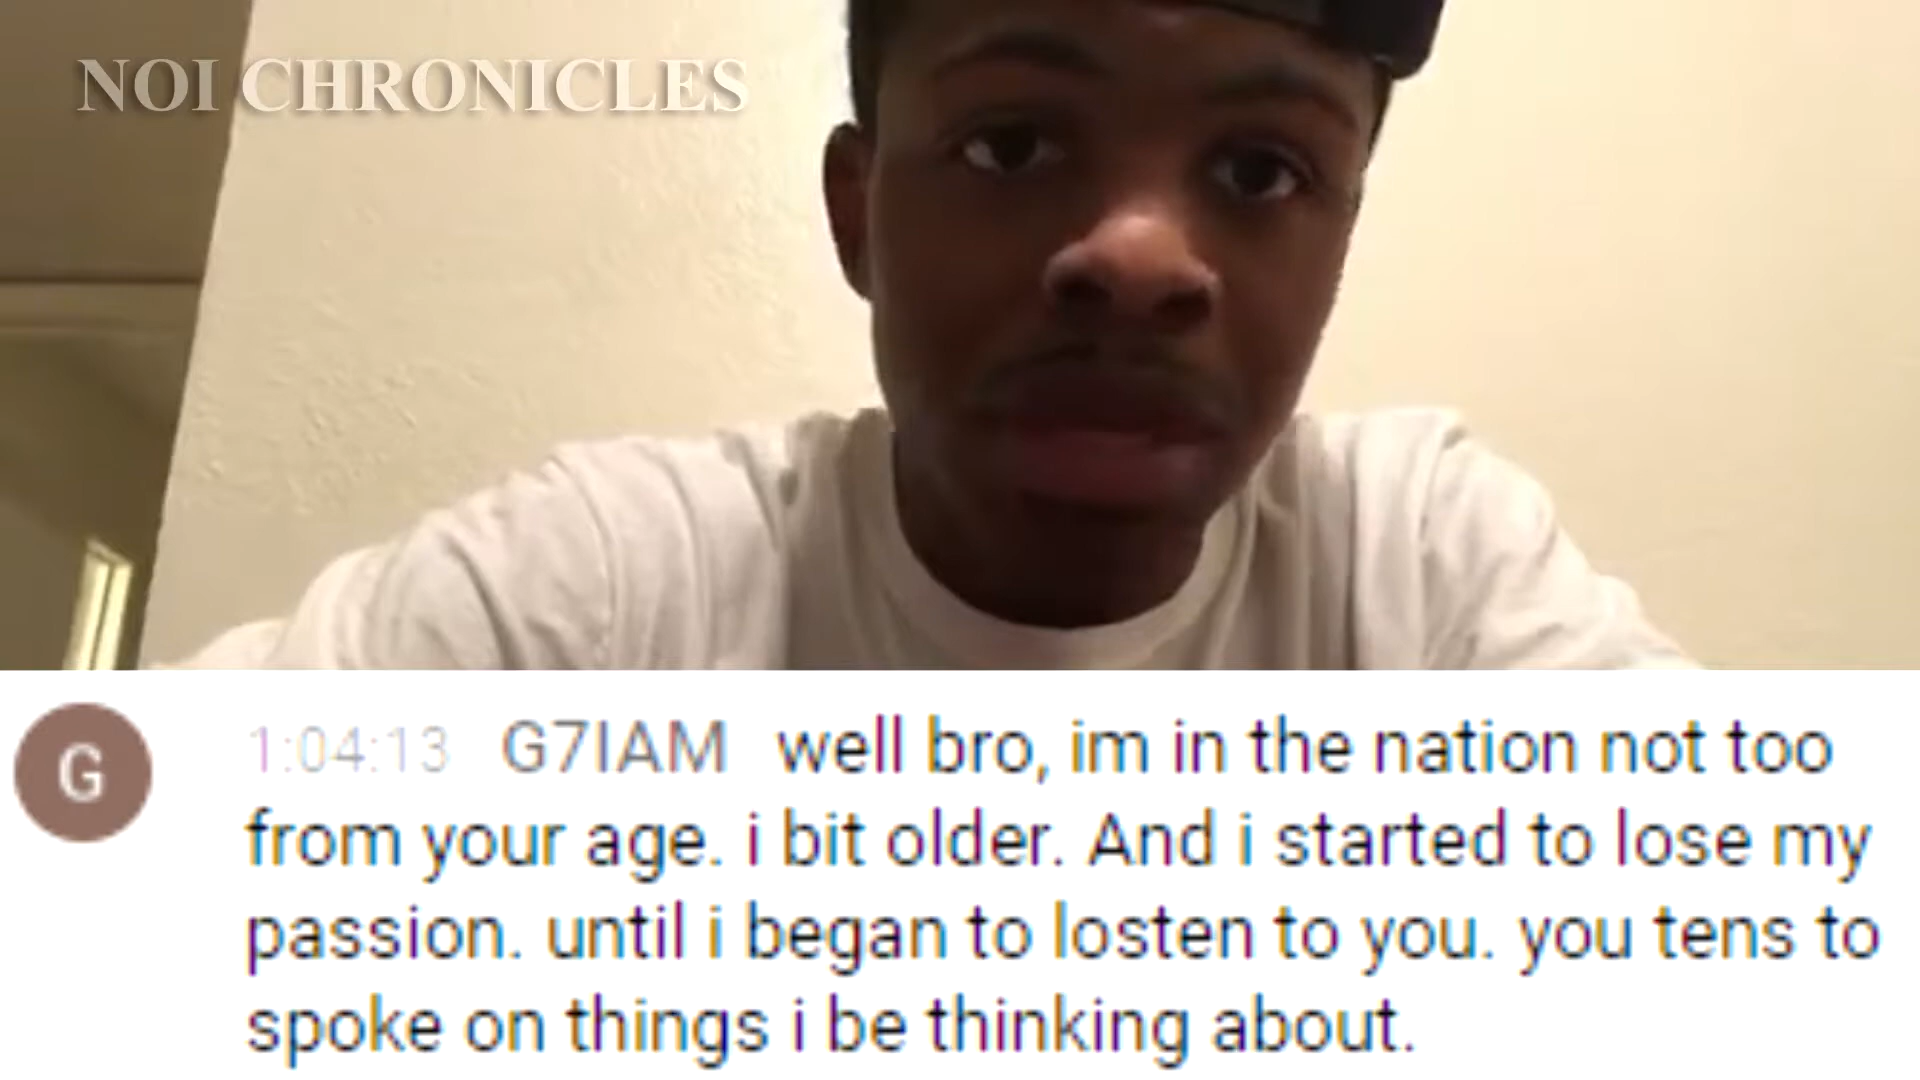 NOI CHRONICLES
G
1:04:13 G7IAM well bro, im in the nation not too
from your age. i bit older. And i started to lose my
passion. until i began to losten to you. you tens to
spoke on things i be thinking about.